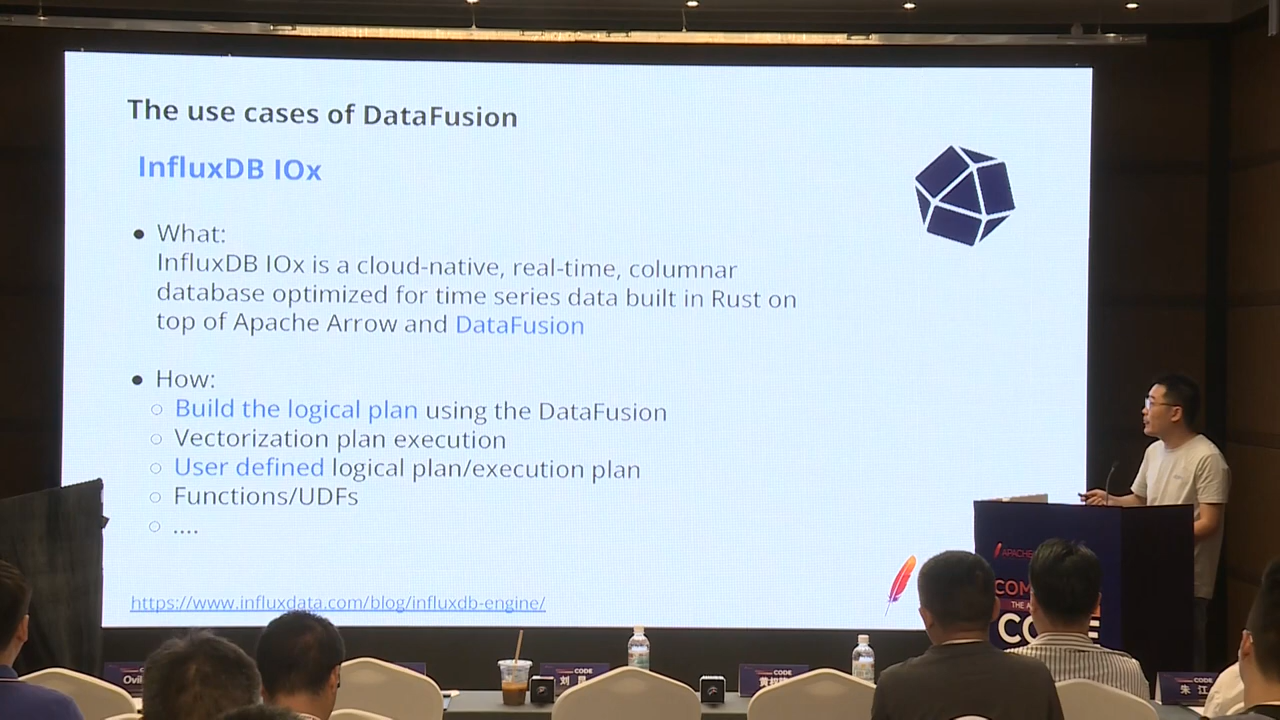 The use cases of DataFusion
InfluxDB IOx
● What:
InfluxDB IOx is a cloud-native, real-time, columnar
database optimized for time series data built in Rust on
top of Apache Arrow and DataFusion
● How:
○ Build the logical plan using the DataFusion
○ Vectorization plan execution
○ User defined logical plan/execution plan
○ Functions/UDFs
○ ....
https://www.influxdata.com/blog/influxdb-engine/
APACHE
COM
THE A
CODE
CODE
CODE
朱 江